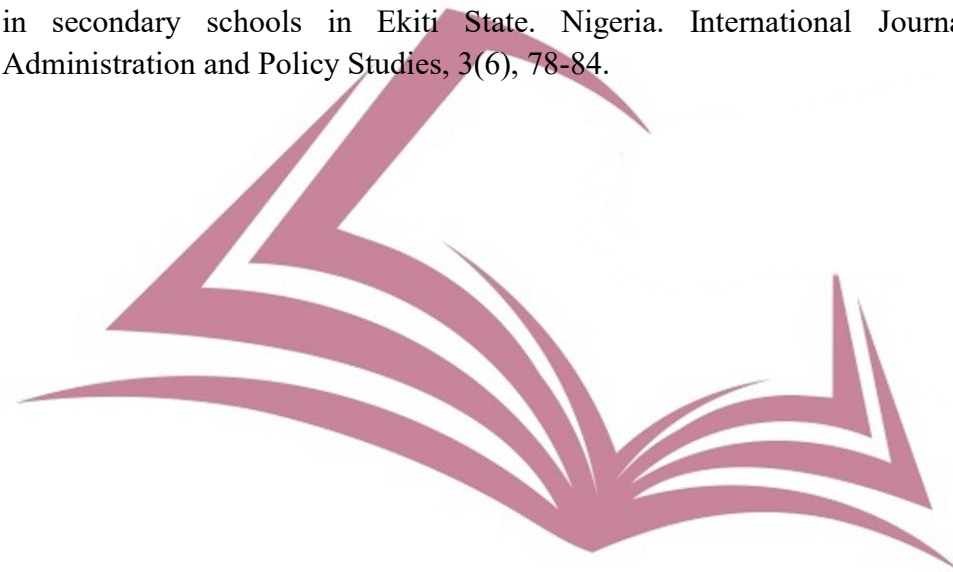 in secondary schools in Ekiti State. Nigeria. International Journa
Administration and Policy Studies, 3(6), 78-84.